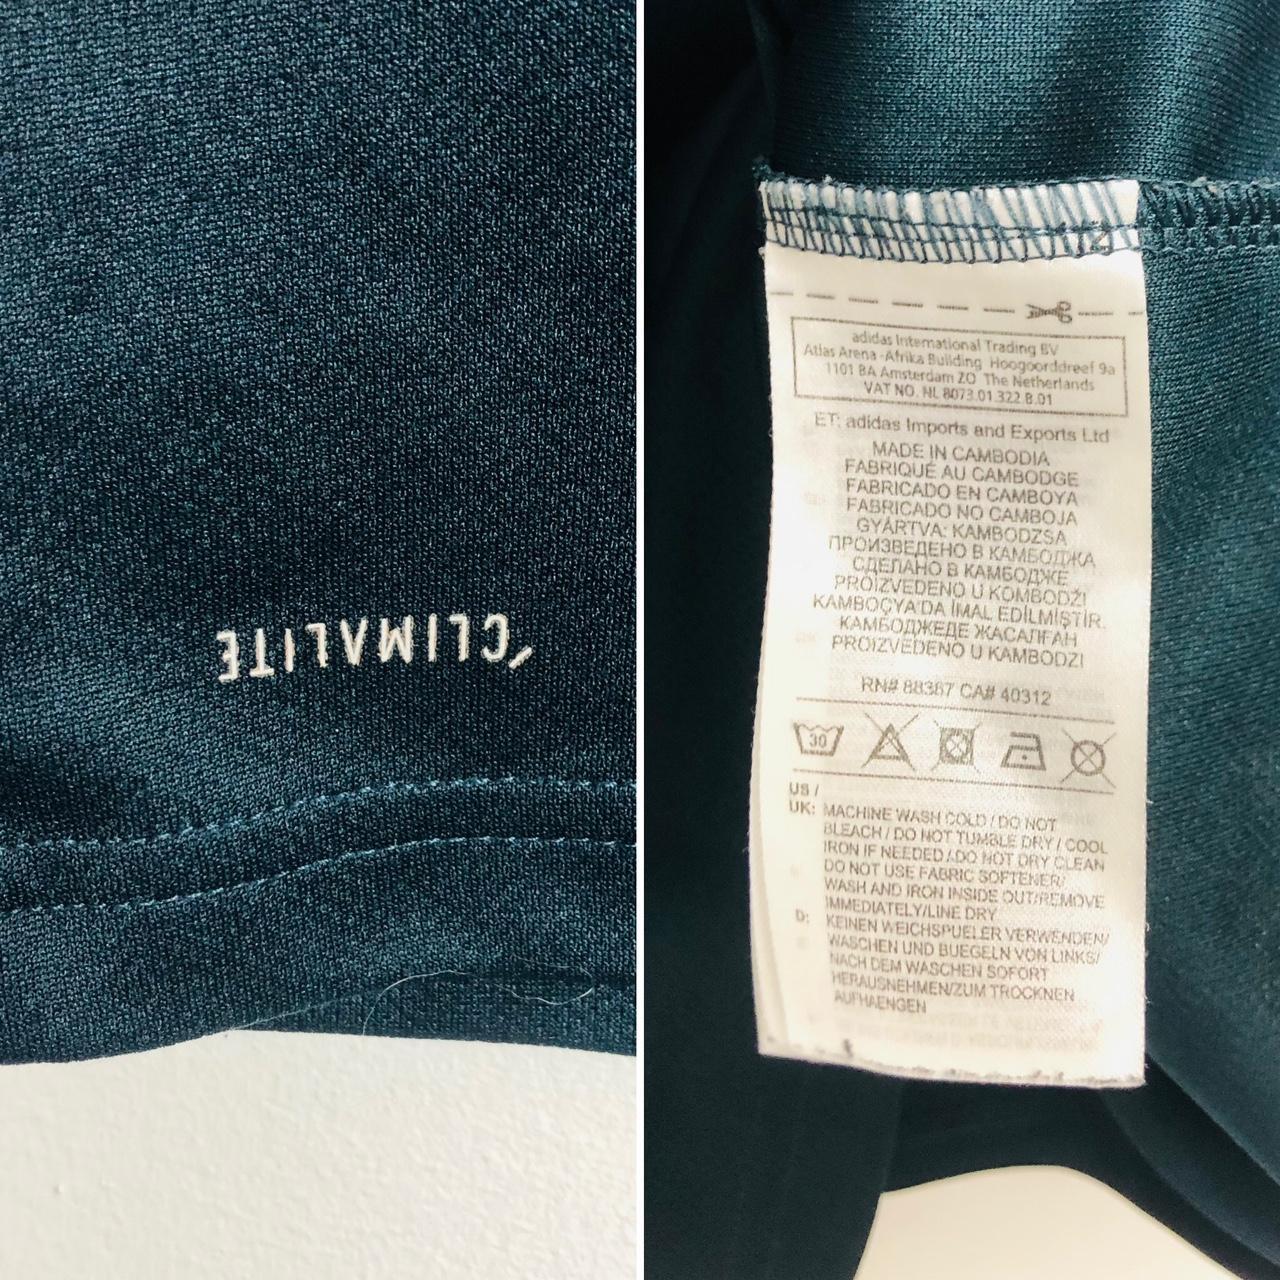 CLIMALITE
adidas International Trading BV
Atlas Arena-Afrika Building Hoogoorddreef 9a
1101 BA Amsterdam ZO The Netherlands
VAT NO. NL 8073.01.322.B.01
ET: adidas Imports and Exports Ltd
MADE IN CAMBODIA
FABRIQUÉ AU CAMBODGE
FABRICADO EN CAMBOYA
FABRICADO NO CAMBOJA
GYÁRTVA: KAMBODZSA
ПРОИЗВЕДЕНО В КАМБОДЖА
СДЕЛАНО В КАМБОДЖЕ
PROIZVEDENO U KOMBODŽI
KAMBOÇYA'DA İMAL EDİLMİŞTİR.
КАМБОДЖЕДЕ ЖАСАЛҒАН
PROIZVEDENO U KAMBODZI
RN# 88387 CA# 40312
30
US /
UK: MACHINE WASH COLD / DO NOT
BLEACH / DO NOT TUMBLE DRY / COOL
IRON IF NEEDED / DO NOT DRY CLEAN
DO NOT USE FABRIC SOFTENER/
WASH AND IRON INSIDE OUT/REMOVE
IMMEDIATELY/LINE DRY
D: KEINEN WEICHSPUELER VERWENDEN/
WASCHEN UND BUEGELN VON LINKS/
NACH DEM WASCHEN SOFORT
HERAUSNEHMEN/ZUM TROCKNEN
AUFHAENGEN